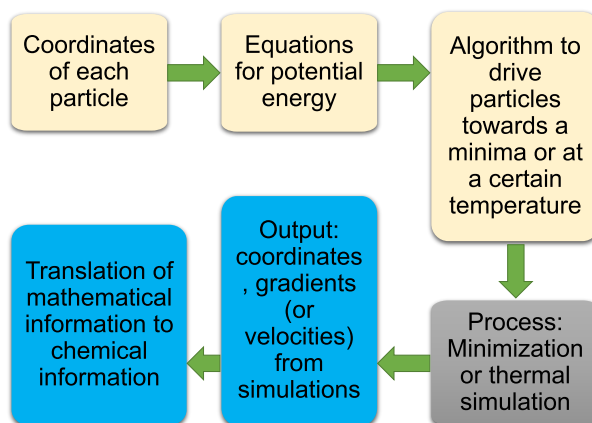 Coordinates
of each
particle
Equations
for potential
energy
Algorithm to
drive
particles
towards a
minima or at
a certain
temperature
Process:
Minimization
or thermal
simulation
Output:
coordinates
, gradients
(or
velocities)
from
simulations
Translation of
mathematical
information to
chemical
information